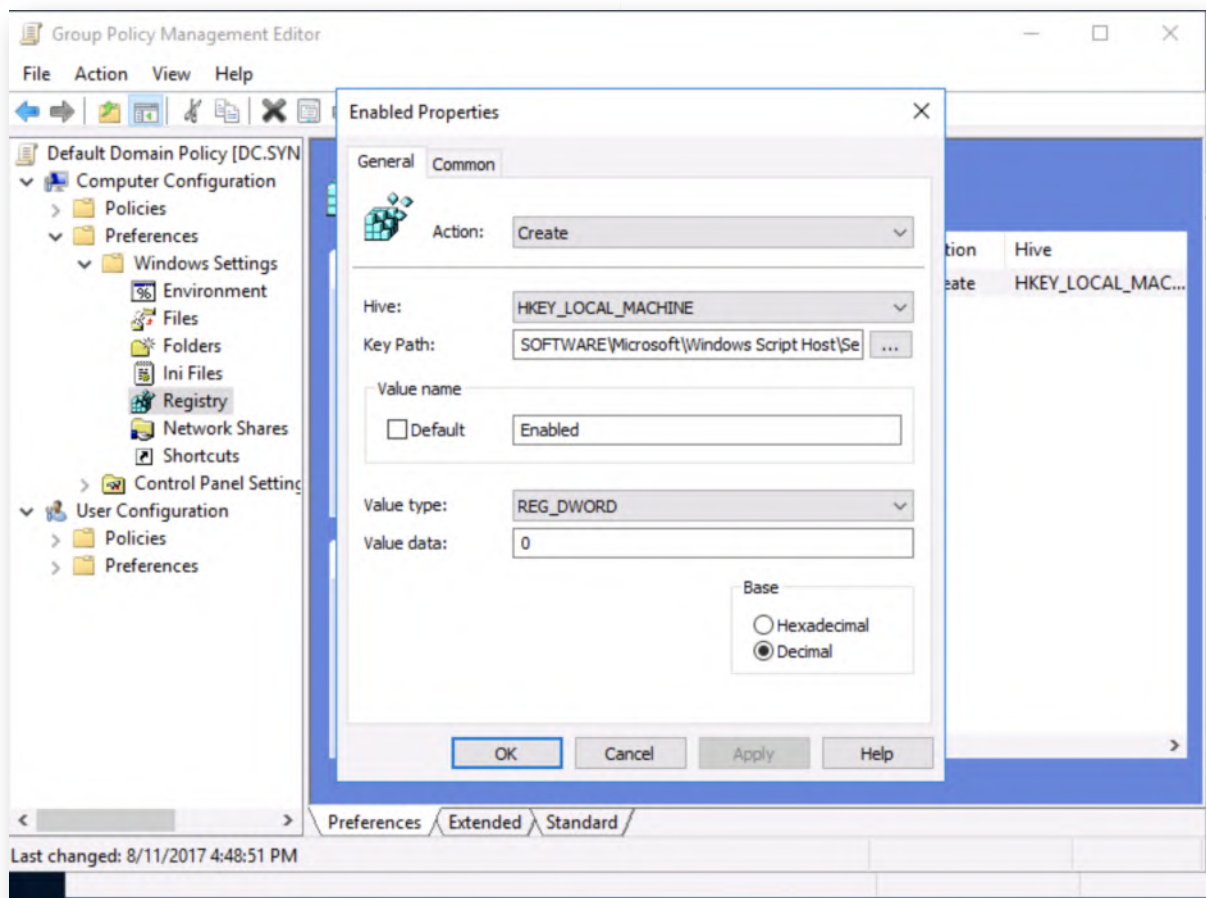 Group Policy Management Editor
File Action View Help
Default Domain Policy [DC.SYN
Computer Configuration
Policies
Preferences
Windows Settings
Environment
Files
Folders
Ini Files
Registry
Network Shares
Shortcuts
Control Panel Setting
User Configuration
Policies
Preferences
Enabled Properties
General Common
Action: Create
Hive: HKEY_LOCAL_MACHINE
Key Path: SOFTWARE\Microsoft\Windows Script Host\Se ...
Value name
Default Enabled
Value type: REG_DWORD
Value data: 0
Base
Hexadecimal
Decimal
OK Cancel Apply Help
tion Hive
eate HKEY_LOCAL_MAC...
Preferences Extended Standard
Last changed: 8/11/2017 4:48:51 PM